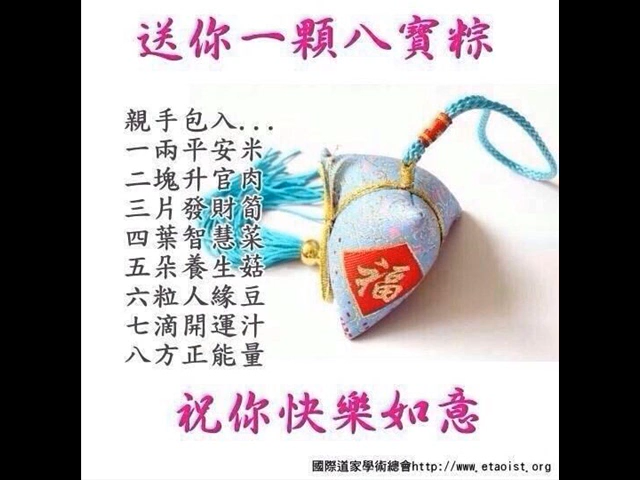 送你一顆八寶粽
親手包入...
一兩平安米
二塊升官肉
三片發財筍
四葉智慧菜
五朵養生菇
六粒人緣豆
七滴開運汁
八方正能量
福
祝你快樂如意
國際道家學術總會http://www.etaoist.org